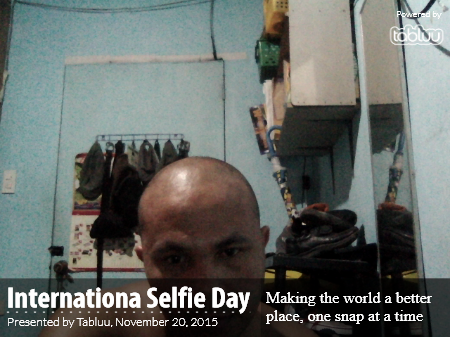 Powered by
tabluu
Internationa Selfie Day
Presented by Tabluu, November 20, 2015
Making the world a better
place, one snap at a time